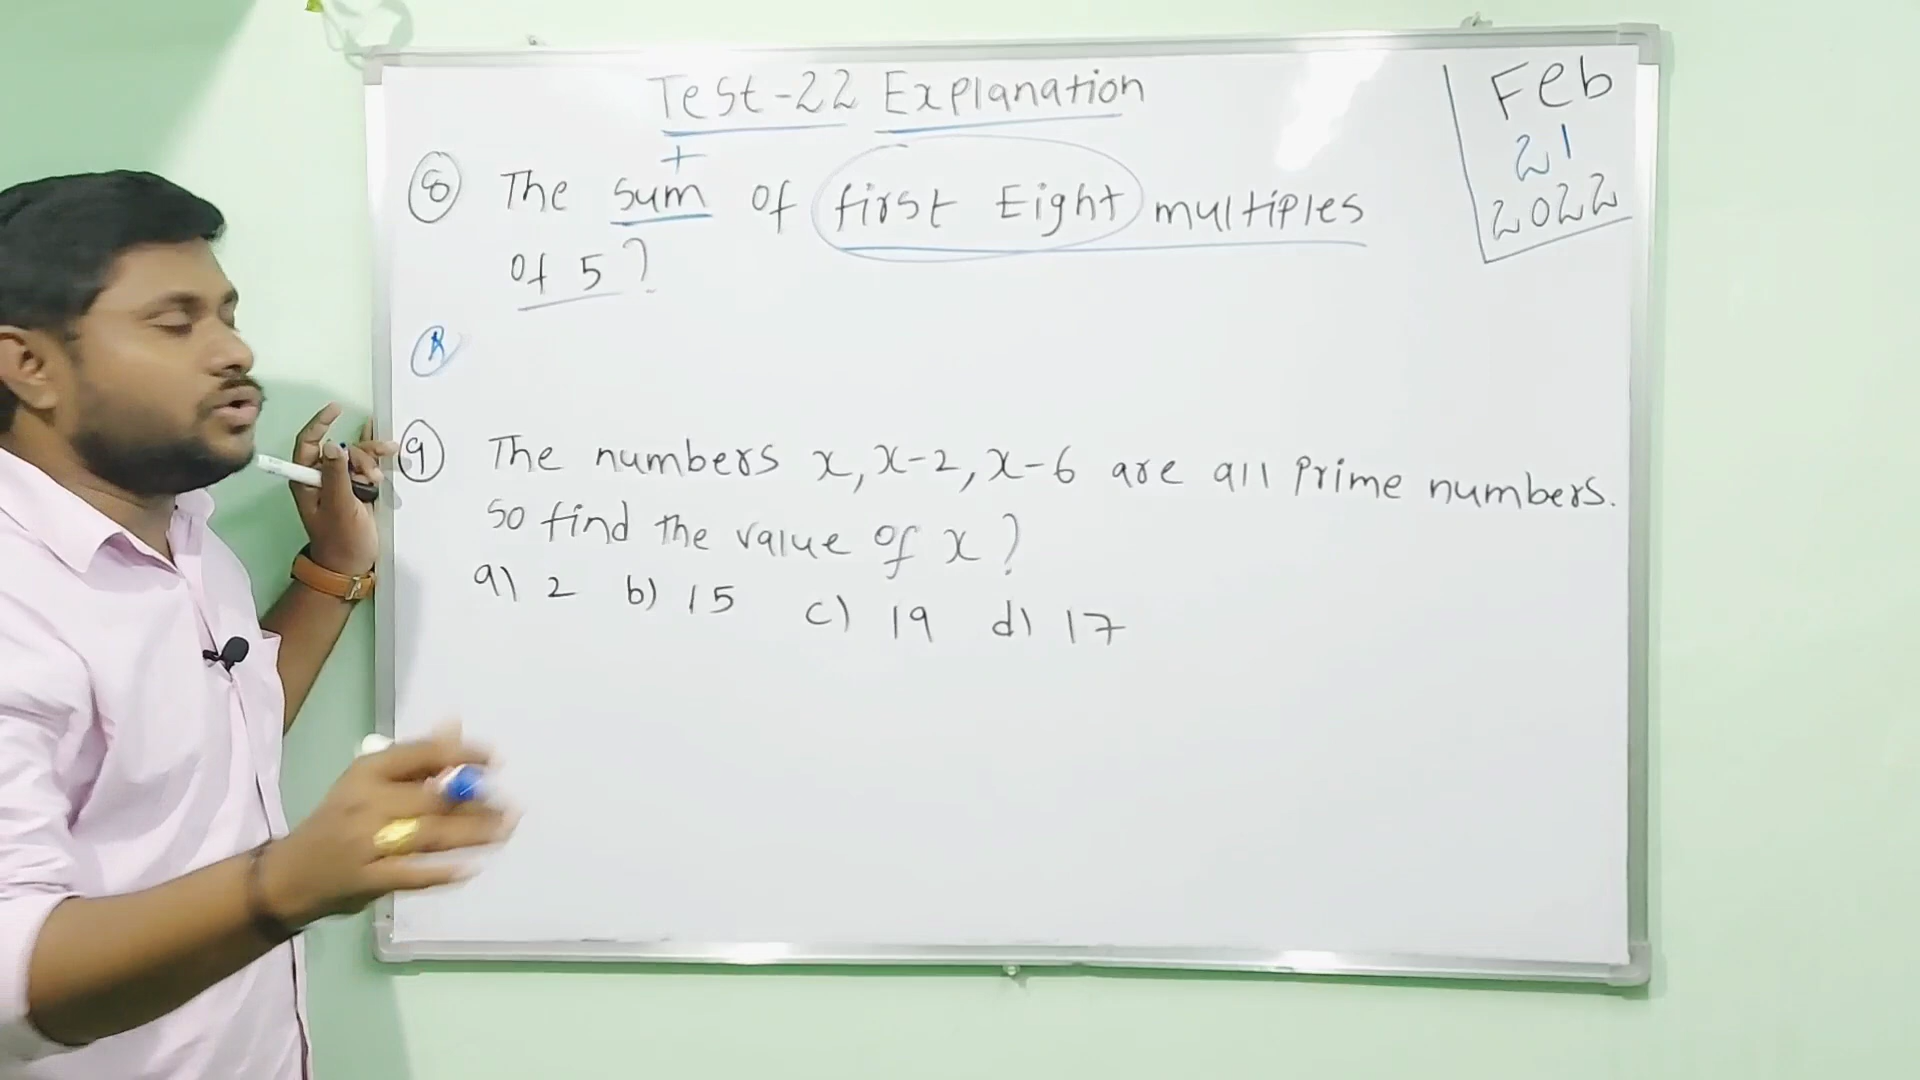 Test-22 Explanation
Feb
21
2022
+
⑧ The sum of first Eight multiples
of 5?
A
⑨ The numbers x, x-2, x-6 are all Prime numbers.
so find the value of x?
a) 2 b) 15 c) 19 d) 17